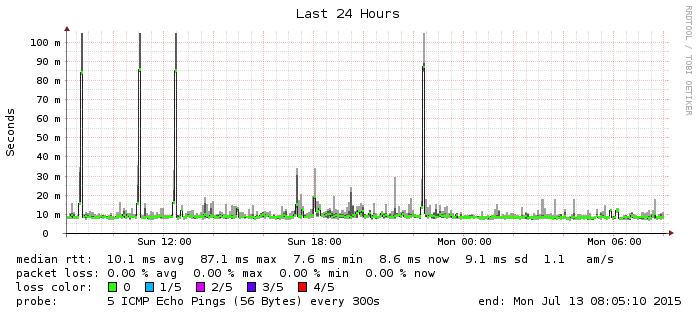 Last 24 Hours
RRDTOOL / TOBI OETIKER
Seconds
100 m
90 m
80 m
70 m
60 m
50 m
40 m
30 m
20 m
10 m
0
Sun 12:00 Sun 18:00 Mon 00:00 Mon 06:00
median rtt: 10.1 ms avg 87.1 ms max 7.6 ms min 8.6 ms now 9.1 ms sd 1.1 am/s
packet loss: 0.00 % avg 0.00 % max 0.00 % min 0.00 % now
loss color: 0 1/5 2/5 3/5 4/5
probe: 5 ICMP Echo Pings (56 Bytes) every 300s end: Mon Jul 13 08:05:10 2015